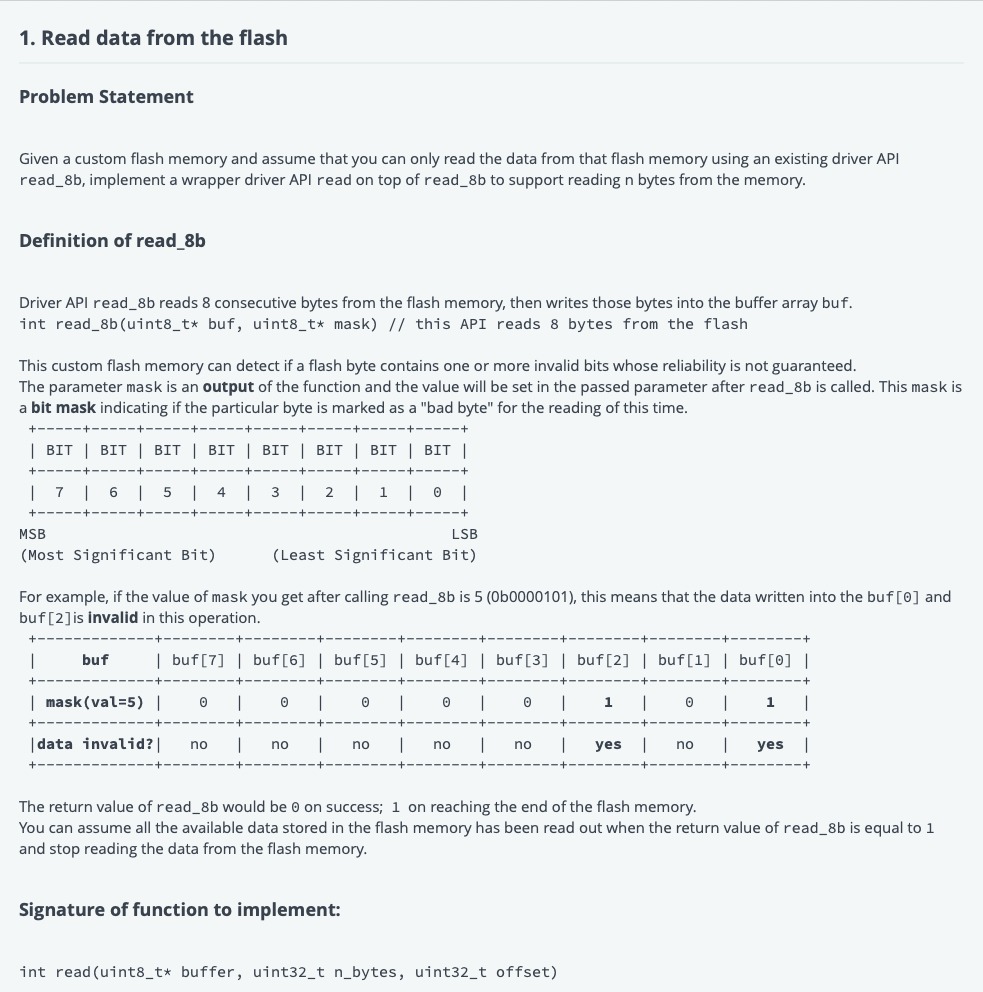 1. Read data from the flash
Problem Statement
Given a custom flash memory and assume that you can only read the data from that flash memory using an existing driver API
read_8b, implement a wrapper driver API read on top of read_8b to support reading n bytes from the memory.
Definition of read_8b
Driver API read_8b reads 8 consecutive bytes from the flash memory, then writes those bytes into the buffer array buf.
int read_8b(uint8_t* buf, uint8_t* mask) // this API reads 8 bytes from the flash
This custom flash memory can detect if a flash byte contains one or more invalid bits whose reliability is not guaranteed.
The parameter mask is an output of the function and the value will be set in the passed parameter after read_8b is called. This mask is
a bit mask indicating if the particular byte is marked as a "bad byte" for the reading of this time.
+-----+-----+-----+-----+-----+-----+-----+-----+
| BIT | BIT | BIT | BIT | BIT | BIT | BIT | BIT |
+-----+-----+-----+-----+-----+-----+-----+-----+
|  7  |  6  |  5  |  4  |  3  |  2  |  1  |  0  |
+-----+-----+-----+-----+-----+-----+-----+-----+
MSB                                             LSB
(Most Significant Bit)      (Least Significant Bit)
For example, if the value of mask you get after calling read_8b is 5 (0b0000101), this means that the data written into the buf[0] and
buf[2]is invalid in this operation.
+-------------+--------+--------+--------+--------+--------+--------+--------+--------+
|     buf     | buf[7] | buf[6] | buf[5] | buf[4] | buf[3] | buf[2] | buf[1] | buf[0] |
+-------------+--------+--------+--------+--------+--------+--------+--------+--------+
| mask(val=5) |    0   |    0   |    0   |    0   |    0   |    1   |    0   |    1   |
+-------------+--------+--------+--------+--------+--------+--------+--------+--------+
|data invalid?|   no   |   no   |   no   |   no   |   no   |   yes  |   no   |   yes  |
+-------------+--------+--------+--------+--------+--------+--------+--------+--------+
The return value of read_8b would be 0 on success; 1 on reaching the end of the flash memory.
You can assume all the available data stored in the flash memory has been read out when the return value of read_8b is equal to 1
and stop reading the data from the flash memory.
Signature of function to implement:
int read(uint8_t* buffer, uint32_t n_bytes, uint32_t offset)